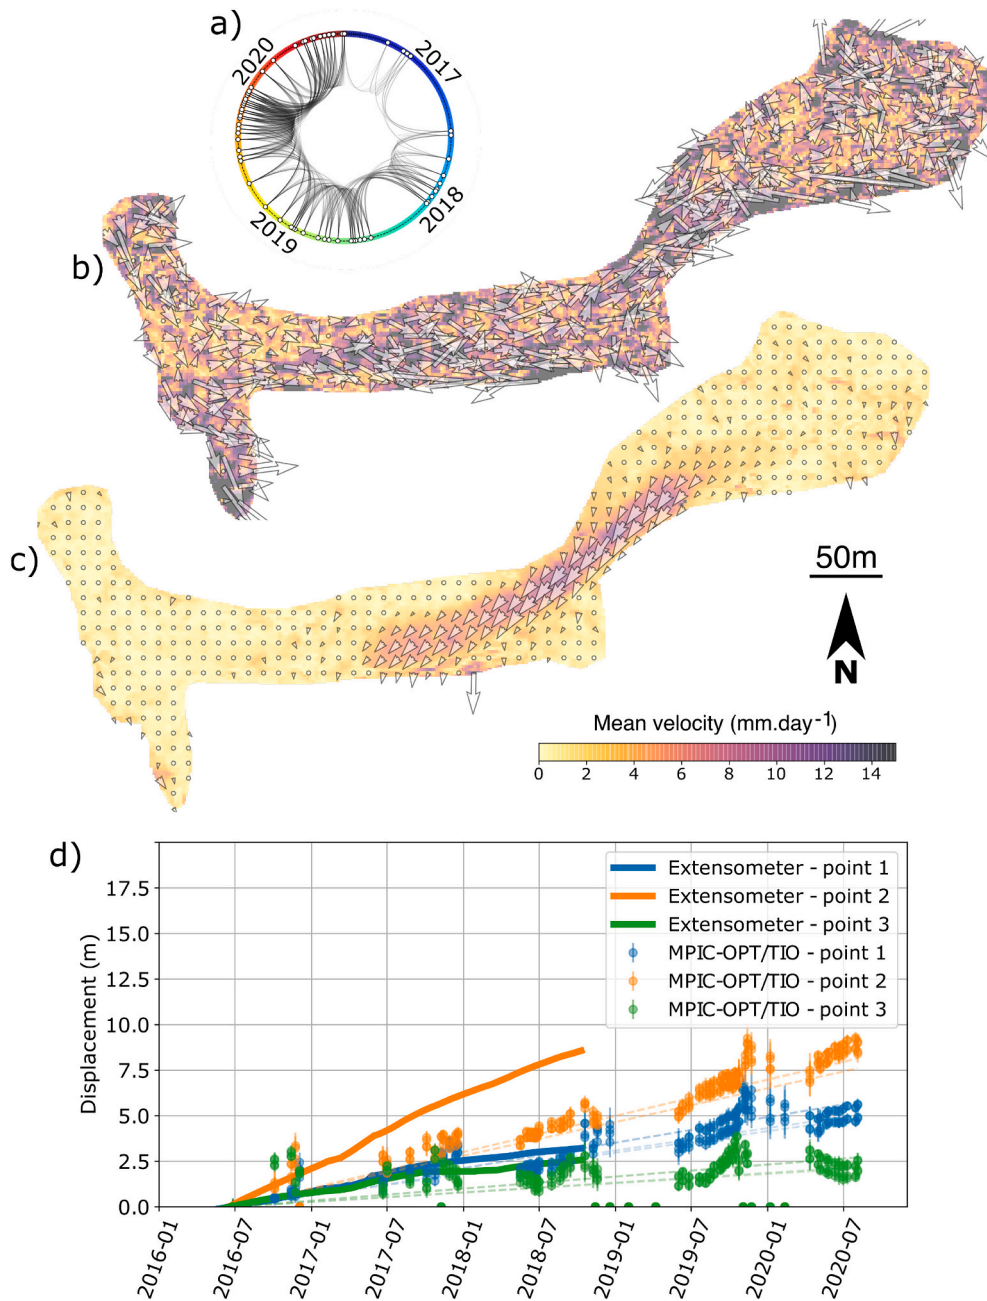 a)
2020
2017
2018
2019
b)
c)
50m
N
Mean velocity (mm.day-1)
0 2 4 6 8 10 12 14
d)
Displacement (m)
17.5
15.0
12.5
10.0
7.5
5.0
2.5
0.0
Extensometer - point 1
Extensometer - point 2
Extensometer - point 3
MPIC-OPT/TIO - point 1
MPIC-OPT/TIO - point 2
MPIC-OPT/TIO - point 3
2016-01 2016-07 2017-01 2017-07 2018-01 2018-07 2019-01 2019-07 2020-01 2020-07